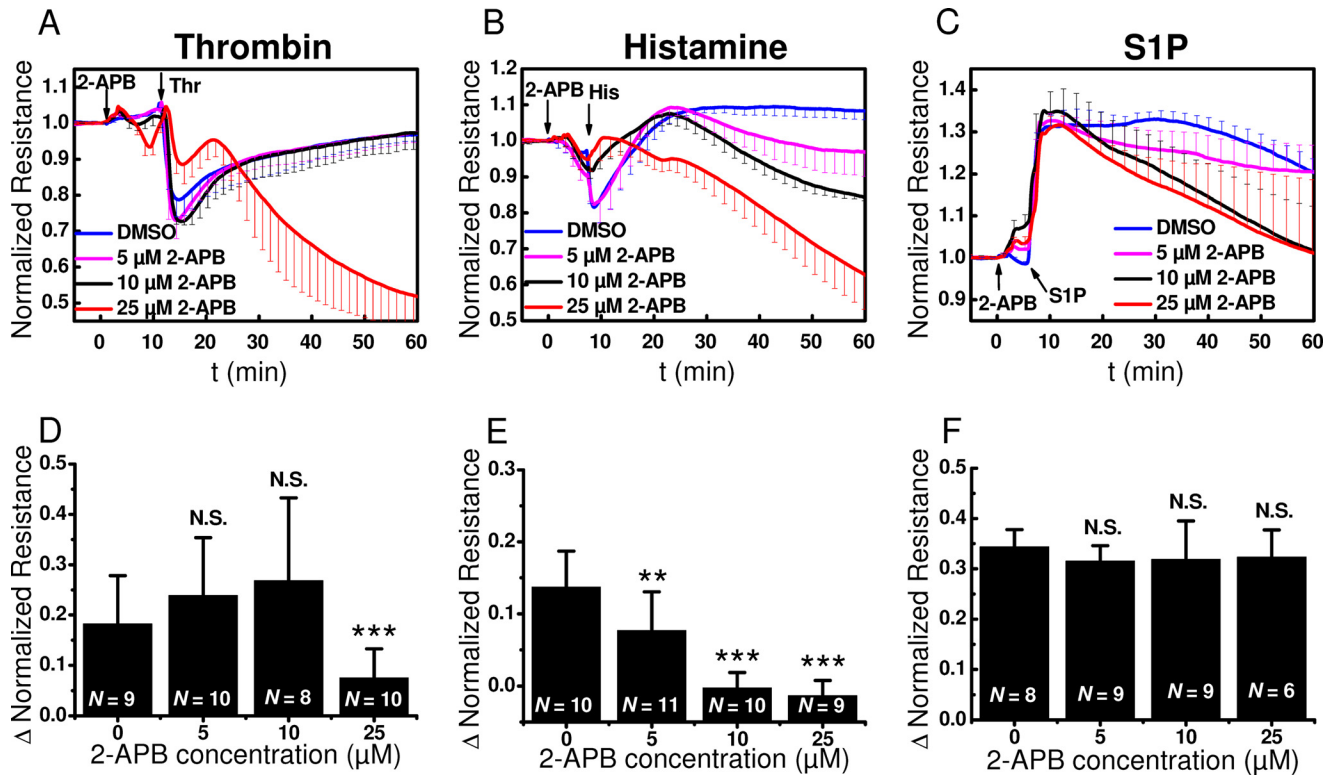 A
Thrombin
Normalized Resistance
1.1
1.0
0.9
0.8
0.7
0.6
0.5
2-APB
Thr
DMSO
5 µM 2-APB
10 µM 2-APB
25 µM 2-APB
0 10 20 30 40 50 60
t (min)
B
Histamine
Normalized Resistance
1.2
1.1
1.0
0.9
0.8
0.7
0.6
0.5
2-APB
His
DMSO
5 µM 2-APB
10 µM 2-APB
25 µM 2-APB
0 10 20 30 40 50 60
t (min)
C
S1P
Normalized Resistance
1.4
1.3
1.2
1.1
1.0
0.9
2-APB
S1P
DMSO
5 µM 2-APB
10 µM 2-APB
25 µM 2-APB
0 10 20 30 40 50 60
t (min)
D
Δ Normalized Resistance
0.5
0.4
0.3
0.2
0.1
0.0
N.S.
N.S.
***
N = 9
N = 10
N = 8
N = 10
0 5 10 25
2-APB concentration (µM)
E
Δ Normalized Resistance
0.3
0.2
0.1
0.0
**
***
***
N = 10
N = 11
N = 10
N = 9
0 5 10 25
2-APB concentration (µM)
F
Δ Normalized Resistance
0.5
0.4
0.3
0.2
0.1
0.0
N.S.
N.S.
N.S.
N = 8
N = 9
N = 9
N = 6
0 5 10 25
2-APB concentration (µM)